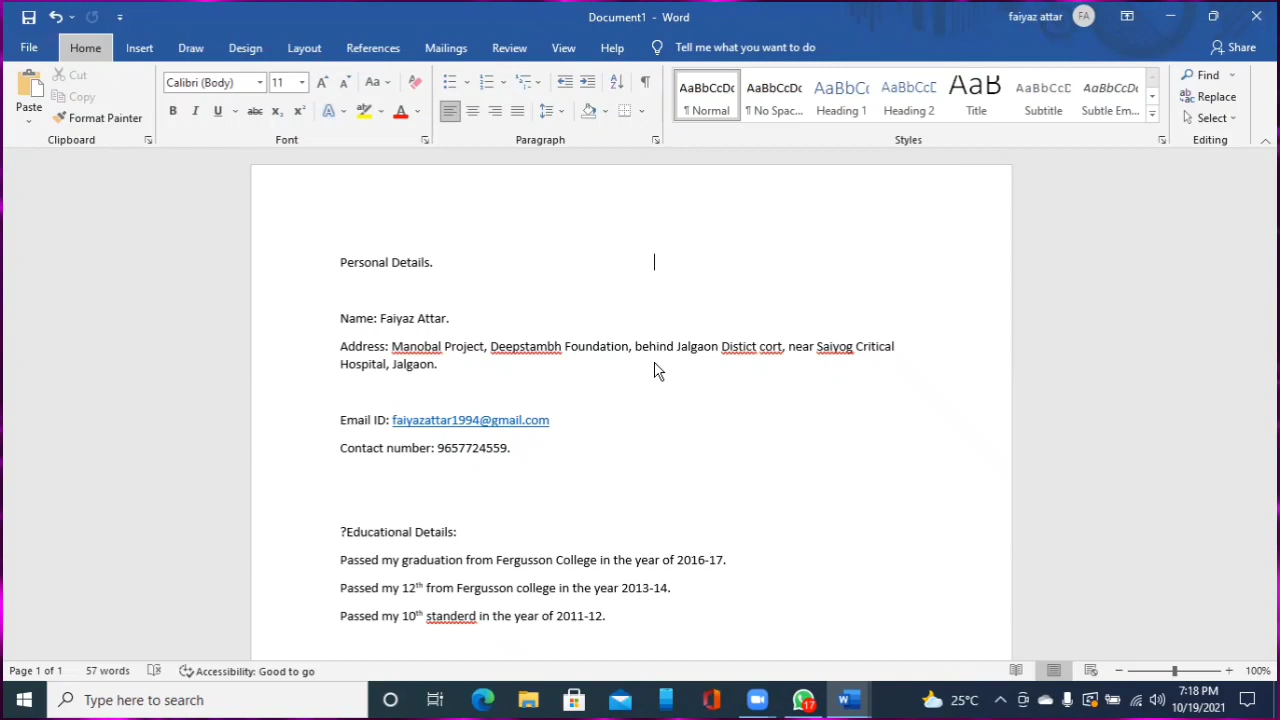 Document1 - Word
faiyaz attar
FA
File Home Insert Draw Design Layout References Mailings Review View Help Tell me what you want to do Share
Paste
Cut
Copy
Format Painter
Clipboard
Calibri (Body) 11
Font
Paragraph
AaBbCcDc AaBbCcDc AaBbCc AaBbCcC AaB AaBbCcC AaBbCcDc
¶ Normal ¶ No Spac... Heading 1 Heading 2 Title Subtitle Subtle Em...
Styles
Find
Replace
Select
Editing
Personal Details.
Name: Faiyaz Attar.
Address: Manobal Project, Deepstambh Foundation, behind Jalgaon Distict cort, near Saiyog Critical
Hospital, Jalgaon.
Email ID: faiyazattar1994@gmail.com
Contact number: 9657724559.
?Educational Details:
Passed my graduation from Fergusson College in the year of 2016-17.
Passed my 12th from Fergusson college in the year 2013-14.
Passed my 10th standerd in the year of 2011-12.
Page 1 of 1 57 words Accessibility: Good to go 100%
Type here to search
17
25°C
7:18 PM
10/19/2021